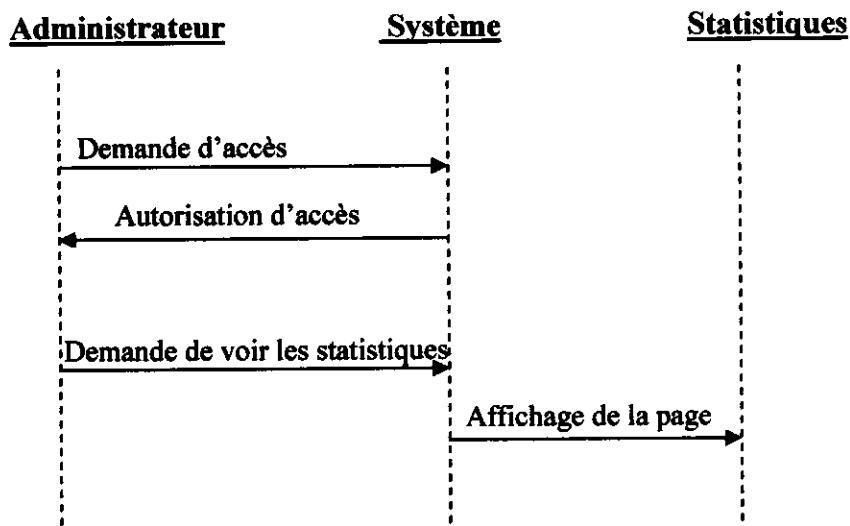 Administrateur Système Statistiques
Demande d'accès
Autorisation d'accès
Demande de voir les statistiques
Affichage de la page